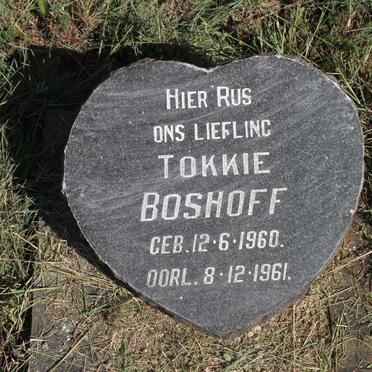 HIER RUS
ONS LIEFLING
TOKKIE
BOSHOFF
GEB. 12·6·1960.
OORL. 8·12·1961.